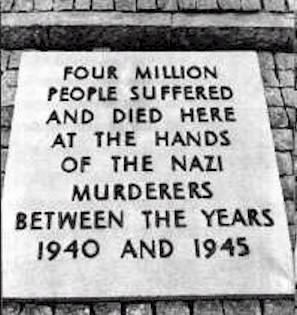 FOUR MILLION
PEOPLE SUFFERED
AND DIED HERE
AT THE HANDS
OF THE NAZI
MURDERERS
BETWEEN THE YEARS
1940 AND 1945